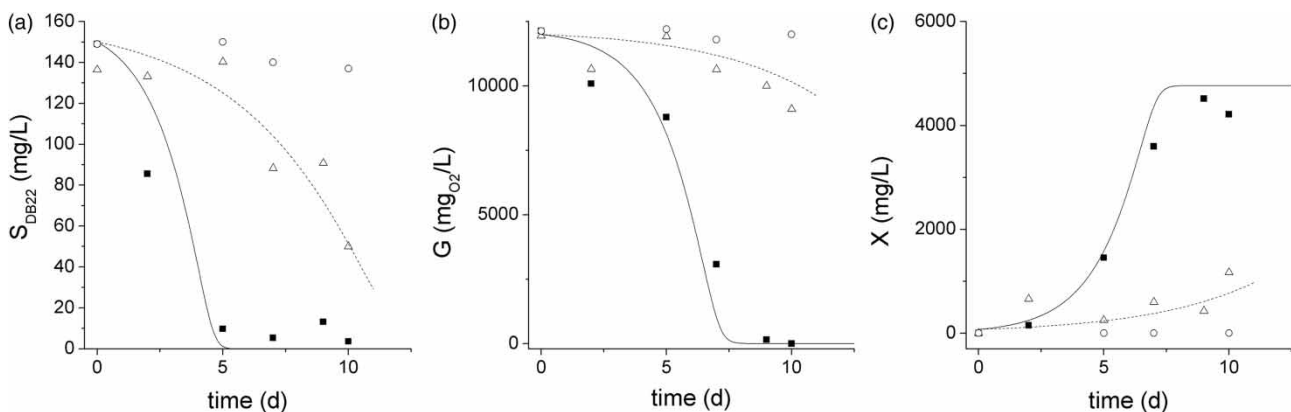 (a)
160
140
120
100
80
60
40
20
0
S_DB22 (mg/L)
0 5 10
time (d)
(b)
10000
5000
0
G (mg_O2/L)
0 5 10
time (d)
(c)
6000
4000
2000
0
X (mg/L)
0 5 10
time (d)